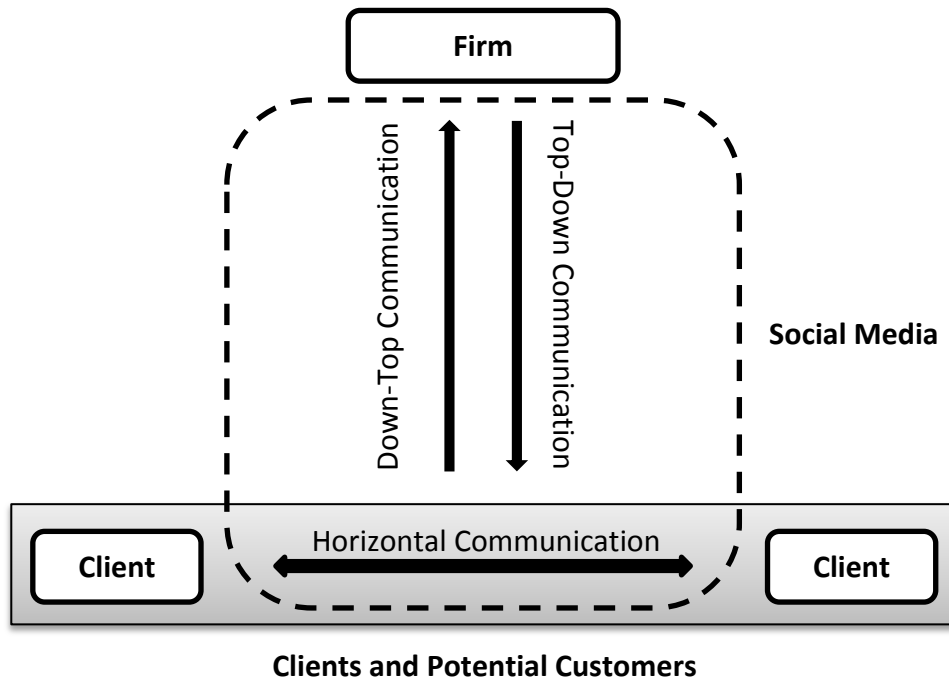 Firm
Down-Top Communication
Top-Down Communication
Social Media
Horizontal Communication
Client
Client
Clients and Potential Customers